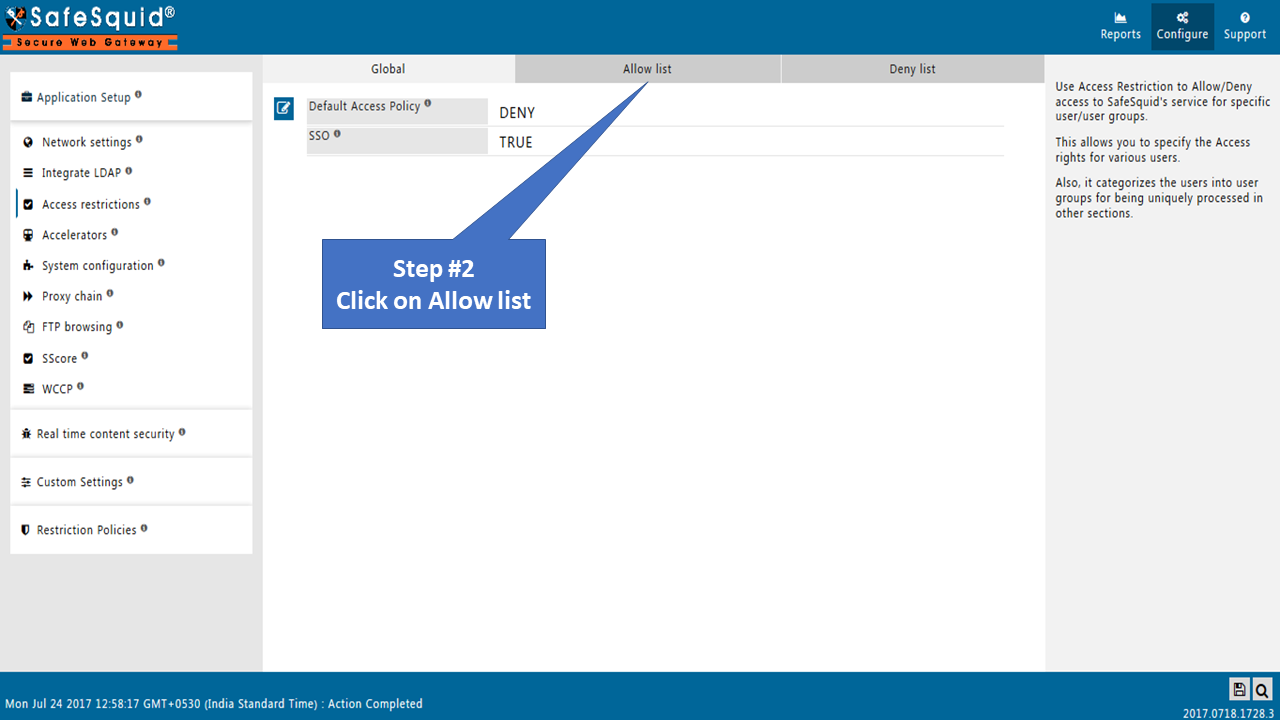 SafeSquid®
Secure Web Gateway
Reports
Configure
Support
Application Setup
Network settings
Integrate LDAP
Access restrictions
Accelerators
System configuration
Proxy chain
FTP browsing
SScore
WCCP
Real time content security
Custom Settings
Restriction Policies
Global
Allow list
Deny list
Default Access Policy
DENY
SSO
TRUE
Step #2
Click on Allow list
Use Access Restriction to Allow/Deny
access to SafeSquid's service for specific
user/user groups.
This allows you to specify the Access
rights for various users.
Also, it categorizes the users into user
groups for being uniquely processed in
other sections.
Mon Jul 24 2017 12:58:17 GMT+0530 (India Standard Time) : Action Completed
2017.0718.1728.3